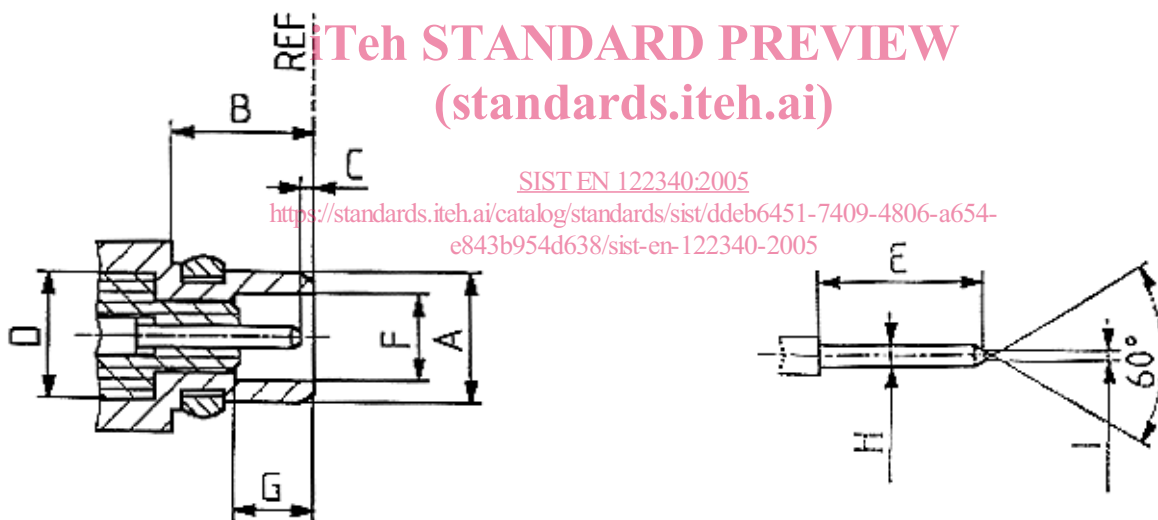 iTeh STANDARD PREVIEW
(standards.iteh.ai)
SIST EN 122340:2005
https://standards.iteh.ai/catalog/standards/sist/ddeb6451-7409-4806-a654-
e843b954d638/sist-en-122340-2005
REF
B
C
D
F
A
G
E
H
I
60°